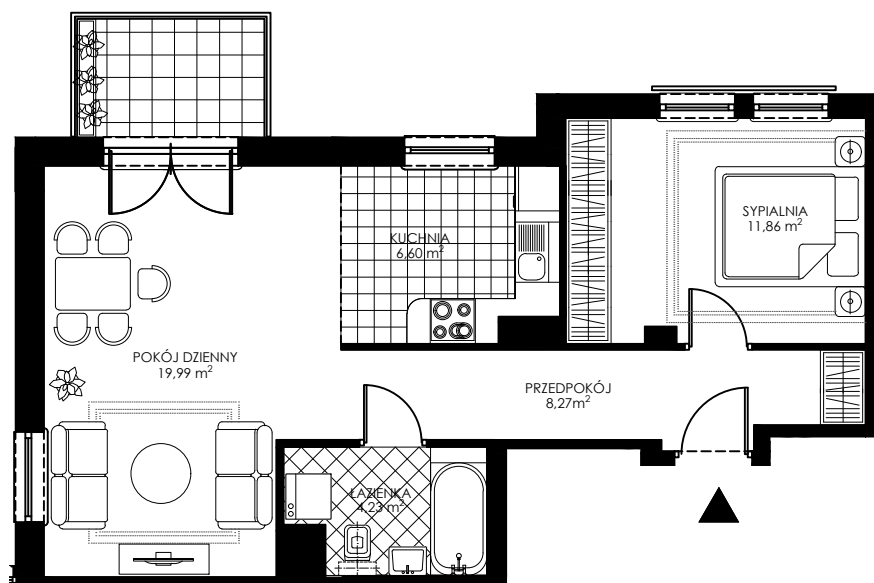 KUCHNIA
6,60 m²
SYPIALNIA
11,86 m²
POKÓJ DZIENNY
19,99 m²
PRZEDPOKÓJ
8,27m²
ŁAZIENKA
4,23 m²